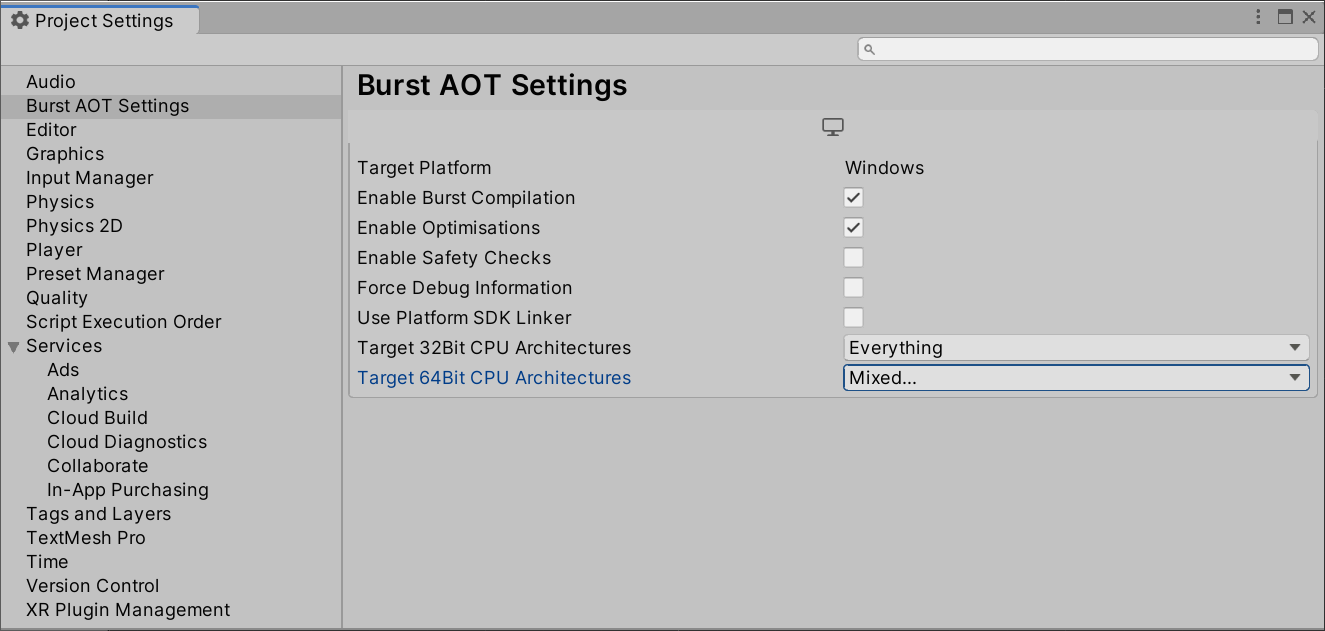 Project Settings
Audio
Burst AOT Settings
Editor
Graphics
Input Manager
Physics
Physics 2D
Player
Preset Manager
Quality
Script Execution Order
Services
Ads
Analytics
Cloud Build
Cloud Diagnostics
Collaborate
In-App Purchasing
Tags and Layers
TextMesh Pro
Time
Version Control
XR Plugin Management
Burst AOT Settings
Target Platform Windows
Enable Burst Compilation
Enable Optimisations
Enable Safety Checks
Force Debug Information
Use Platform SDK Linker
Target 32Bit CPU Architectures Everything
Target 64Bit CPU Architectures Mixed...